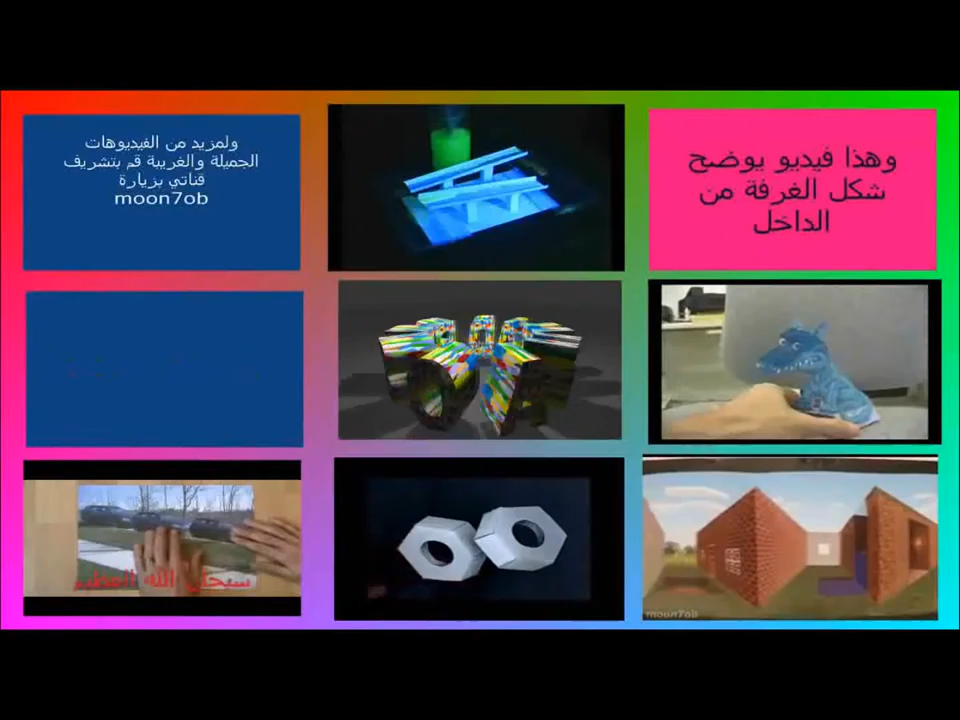 ولمزيد من الفيديوهات
الجميلة والغريبة قم بتشريف
قناتي بزيارة
moon7ob
وهذا فيديو يوضح
شكل الغرفة من
الداخل
سبحان الله العظيم
moon7ob